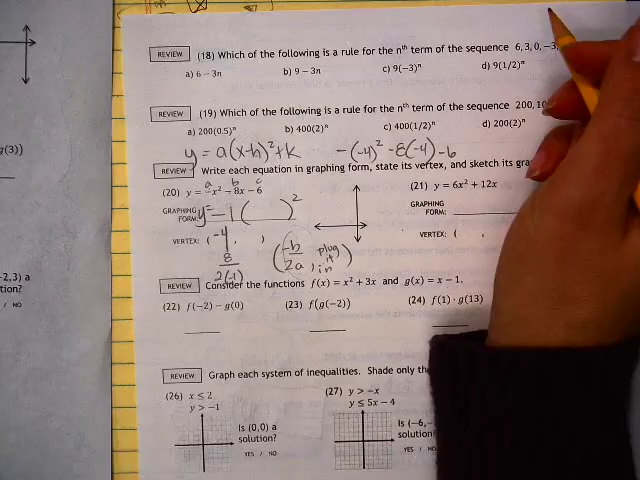 REVIEW (18) Which of the following is a rule for the nth term of the sequence 6, 3, 0, −3,
a) 6 − 3n b) 9 − 3n c) 9(−3)ⁿ d) 9(1/2)ⁿ
g(3))
REVIEW (19) Which of the following is a rule for the nth term of the sequence 200, 10
a) 200(0.5)ⁿ b) 400(2)ⁿ c) 400(1/2)ⁿ d) 200(2)ⁿ
y = a(x-h)²+k -(-4)² -8(-4)-6
REVIEW Write each equation in graphing form, state its vertex, and sketch its gra
a b c
(20) y = −x² − 8x − 6 (21) y = 6x² + 12x
GRAPHING FORM: y = -1( )² GRAPHING FORM:
VERTEX: ( -4 , ) VERTEX: ( ,
8
2(-1)
( -b
2a , plug it in )
-2,3) a
tion?
/ NO
REVIEW Consider the functions f(x) = x² + 3x and g(x) = x − 1.
(22) f(−2) − g(0) (23) f(g(−2)) (24) f(1) · g(13)
REVIEW Graph each system of inequalities. Shade only th
(26) x ≤ 2 (27) y > −x
y > −1 y ≤ 5x − 4
Is (0,0) a solution? Is (−6,− solution
YES / NO YES / NO